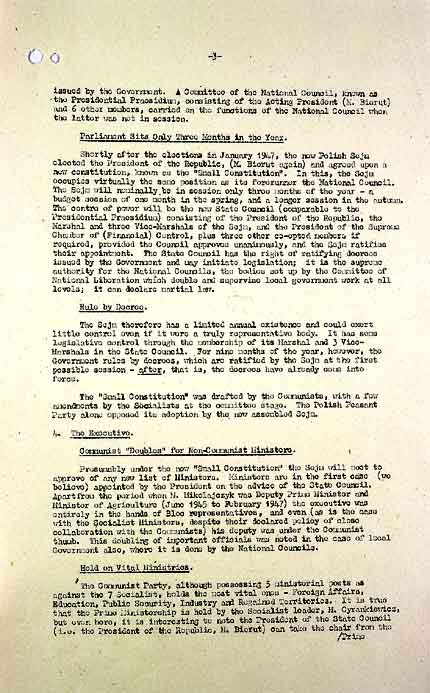 -3-
issued by the Government. A Committee of the National Council, known as
the Presidential Praesidium, consisting of the Acting President (M. Bierut)
and 6 other members, carried on the functions of the National Council when
the latter was not in session.
Parliament Sits Only Three Months in the Year.
Shortly after the elections in January 1947, the new Polish Sejm
elected the President of the Republic, (M. Bierut again) and agreed upon a
new constitution, known as the "Small Constitution". In this, the Sejm
occupies virtually the same position as its forerunner the National Council.
The Sejm will nominally be in session only three months of the year - a
budget session of one month in the spring, and a longer session in the autumn.
The centre of power will be the new State Council (comparable to the
Presidential Praesidium) consisting of the President of the Republic, the
Marshal and three Vice-Marshals of the Sejm, and the President of the Supreme
Chamber of (Financial) Control, plus three other co-opted members if
required, provided the Council approves unanimously, and the Sejm ratifies
their appointment. The State Council has the right of ratifying decrees
issued by the Government and may initiate legislation; it is the supreme
authority for the National Councils, the bodies set up by the Committee of
National Liberation which double and supervise local government work at all
levels; it can declare martial law.
Rule by Decree.
The Sejm therefore has a limited annual existence and could exert
little control even if it were a truly representative body. It has some
legislative control through the membership of its Marshal and 3 Vice-
Marshals in the State Council. For nine months of the year, however, the
Government rules by decrees, which are ratified by the Sejm at the first
possible session - after, that is, the decrees have already come into
force.
The "Small Constitution" was drafted by the Communists, with a few
amendments by the Socialists at the committee stage. The Polish Peasant
Party alone opposed its adoption by the new assembled Sejm.
4. The Executive.
Communist "Doubles" for Non-Communist Ministers.
Presumably under the new "Small Constitution" the Sejm will meet to
approve of any new list of Ministers. Ministers are in the first case (we
believe) appointed by the President on the advice of the State Council.
Apartfrom the period when M. Mikolajczyk was Deputy Prime Minister and
Minister of Agriculture (June 1945 to February 1947) the executive was
entirely in the hands of Bloc representatives, and even (as is the case
with the Socialist Ministers, despite their declared policy of close
collaboration with the Communists) his deputy was under the Communist
thumb. This doubling of important officials was noted in the case of local
Government also, where it is done by the National Councils.
Hold on Vital Ministries.
The Communist Party, although possessing 5 ministerial posts as
against the 7 Socialist, holds the most vital ones - Foreign Affairs,
Education, Public Security, Industry and Regained Territories. It is true
that the Prime Ministership is held by the Socialist leader, M. Cyrankiewicz,
but even here, it is interesting to note the President of the State Council
(i.e. the President of the Republic, M. Bierut) can take the chair from the
/Prime